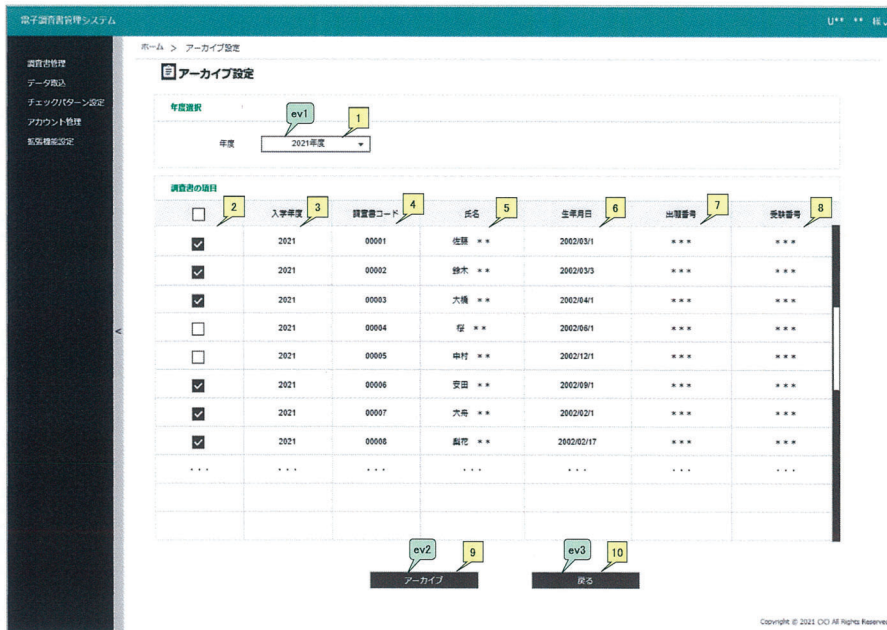 電子調査書管理システム
U** ** 様
ホーム > アーカイブ設定
調査書管理
データ取込
チェックパターン設定
アカウント管理
拡張機能設定
アーカイブ設定
年度選択
ev1
1
年度
2021年度
調査書の項目
2
入学年度 3
調査書コード 4
氏名 5
生年月日 6
出願番号 7
受験番号 8
2021 00001 佐藤 ** 2002/03/1 *** ***
2021 00002 鈴木 ** 2002/03/3 *** ***
2021 00003 大橋 ** 2002/04/1 *** ***
<
2021 00004 桜 ** 2002/06/1 *** ***
2021 00005 中村 ** 2002/12/1 *** ***
2021 00006 安田 ** 2002/09/1 *** ***
2021 00007 大舟 ** 2002/02/1 *** ***
2021 00008 梨花 ** 2002/02/17 *** ***
... ... ... ... ... ... ...
ev2
9
ev3
10
アーカイブ
戻る
Copyright © 2021 〇〇 All Rights Reserve